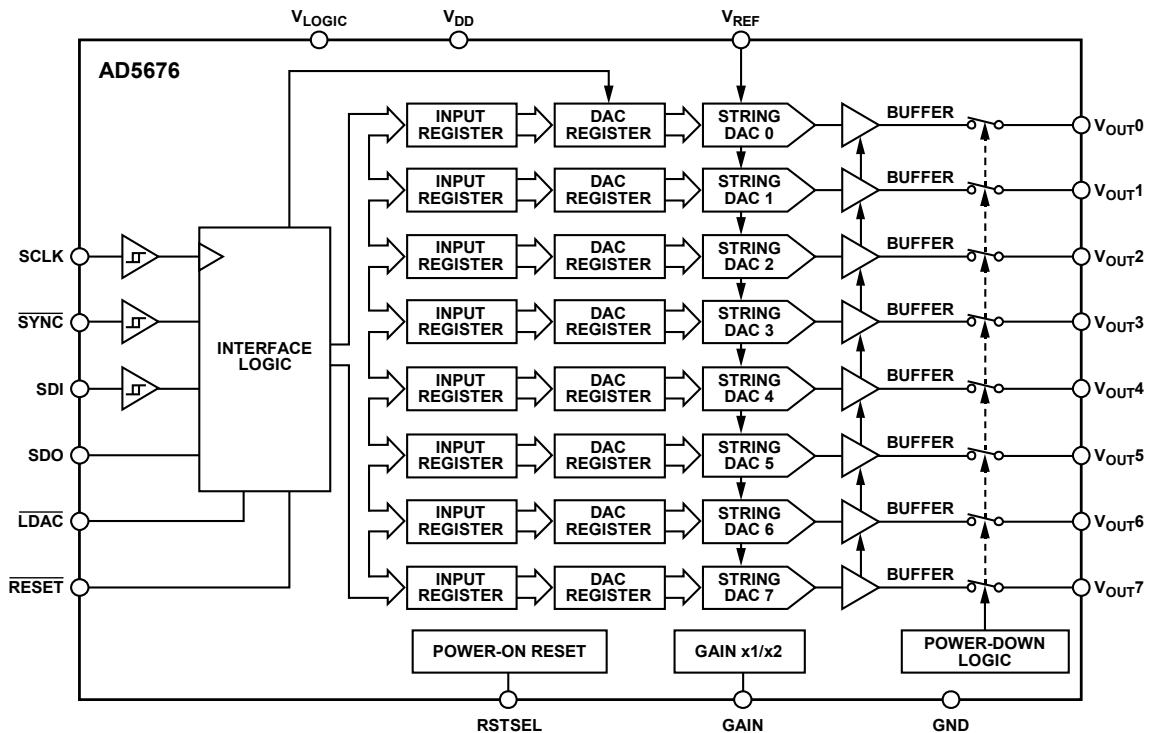 VLOGIC
VDD
VREF
AD5676
INPUT
REGISTER
DAC
REGISTER
STRING
DAC 0
BUFFER
VOUT0
INPUT
REGISTER
DAC
REGISTER
STRING
DAC 1
BUFFER
VOUT1
SCLK
INPUT
REGISTER
DAC
REGISTER
STRING
DAC 2
BUFFER
VOUT2
SYNC
INTERFACE
LOGIC
INPUT
REGISTER
DAC
REGISTER
STRING
DAC 3
BUFFER
VOUT3
SDI
INPUT
REGISTER
DAC
REGISTER
STRING
DAC 4
BUFFER
VOUT4
SDO
INPUT
REGISTER
DAC
REGISTER
STRING
DAC 5
BUFFER
VOUT5
LDAC
INPUT
REGISTER
DAC
REGISTER
STRING
DAC 6
BUFFER
VOUT6
RESET
INPUT
REGISTER
DAC
REGISTER
STRING
DAC 7
BUFFER
VOUT7
POWER-ON RESET
GAIN x1/x2
POWER-DOWN
LOGIC
RSTSEL
GAIN
GND